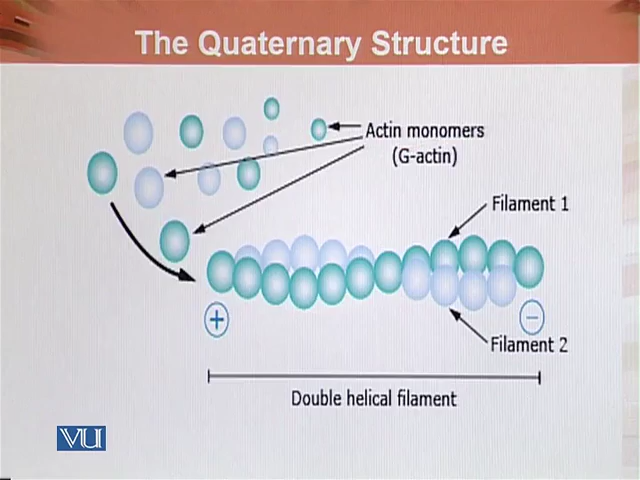 The Quaternary Structure
Actin monomers
(G-actin)
Filament 1
+
−
Filament 2
Double helical filament
VU